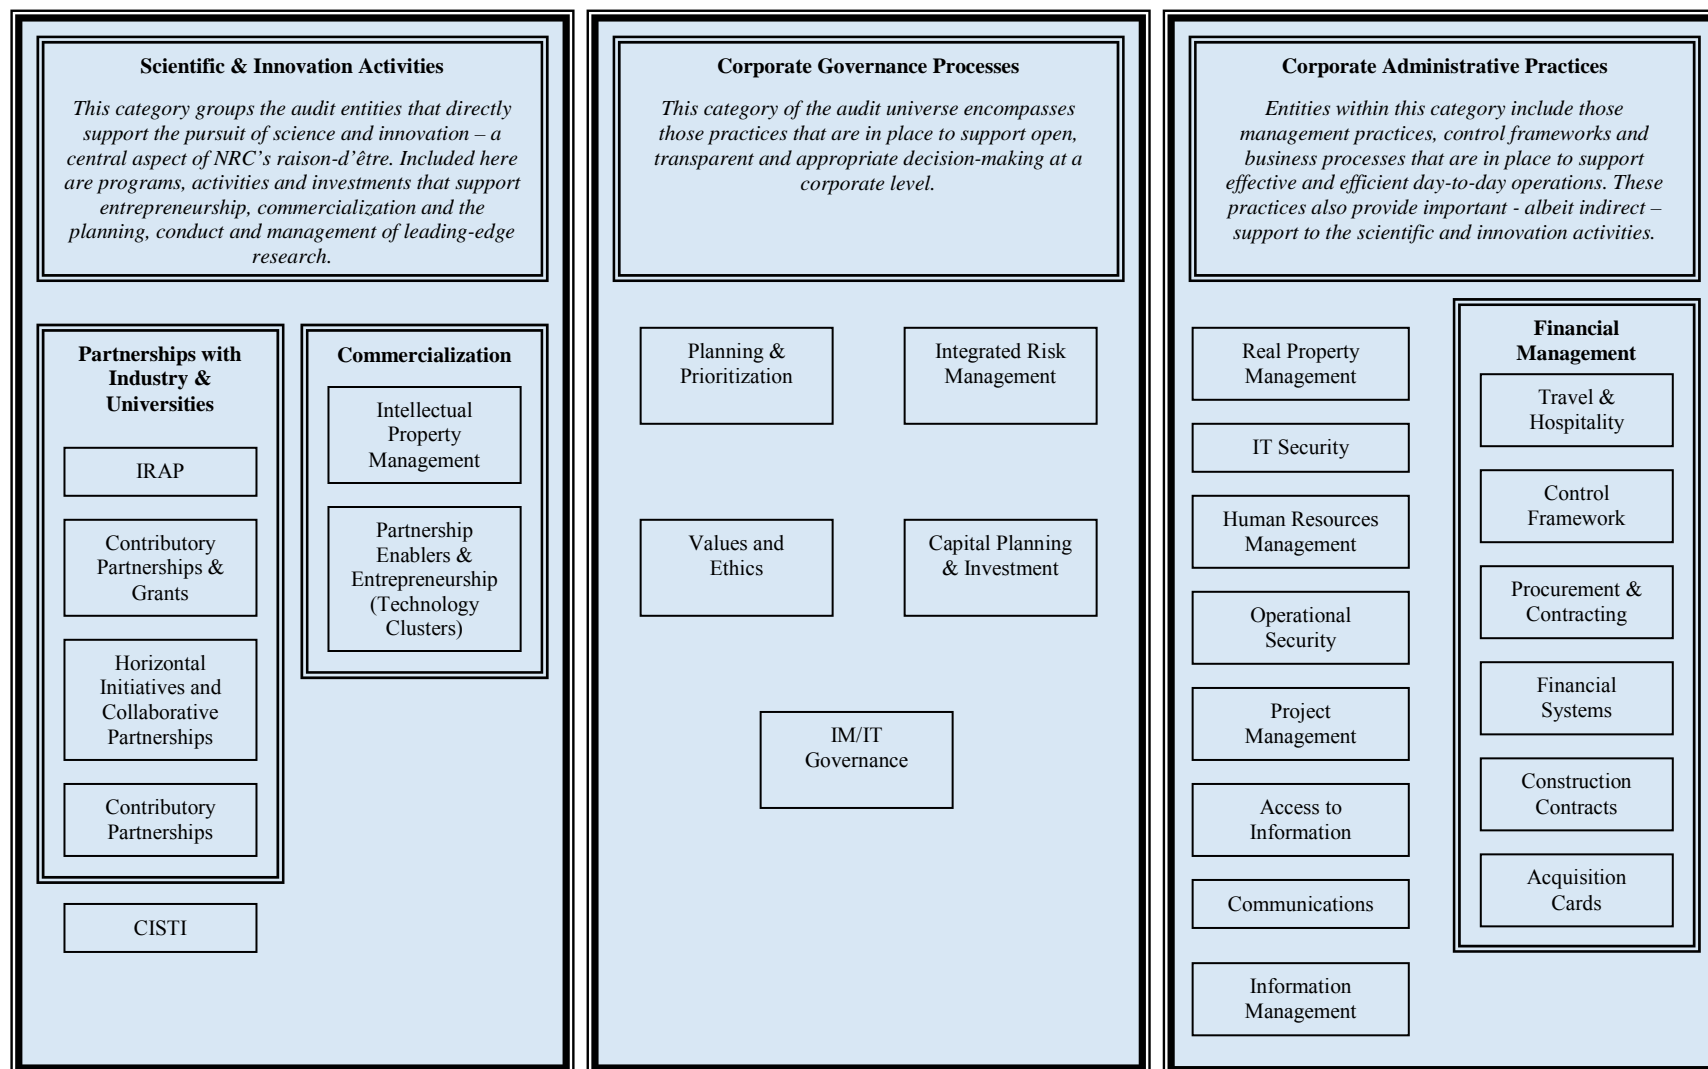 Scientific & Innovation Activities
This category groups the audit entities that directly
support the pursuit of science and innovation – a
central aspect of NRC's raison-d'être. Included here
are programs, activities and investments that support
entrepreneurship, commercialization and the
planning, conduct and management of leading-edge
research.
Partnerships with
Industry &
Universities
IRAP
Contributory
Partnerships &
Grants
Horizontal
Initiatives and
Collaborative
Partnerships
Contributory
Partnerships
CISTI
Commercialization
Intellectual
Property
Management
Partnership
Enablers &
Entrepreneurship
(Technology
Clusters)
Corporate Governance Processes
This category of the audit universe encompasses
those practices that are in place to support open,
transparent and appropriate decision-making at a
corporate level.
Planning &
Prioritization
Integrated Risk
Management
Values and
Ethics
Capital Planning
& Investment
IM/IT
Governance
Corporate Administrative Practices
Entities within this category include those
management practices, control frameworks and
business processes that are in place to support
effective and efficient day-to-day operations. These
practices also provide important - albeit indirect –
support to the scientific and innovation activities.
Real Property
Management
IT Security
Human Resources
Management
Operational
Security
Project
Management
Access to
Information
Communications
Information
Management
Financial
Management
Travel &
Hospitality
Control
Framework
Procurement &
Contracting
Financial
Systems
Construction
Contracts
Acquisition
Cards